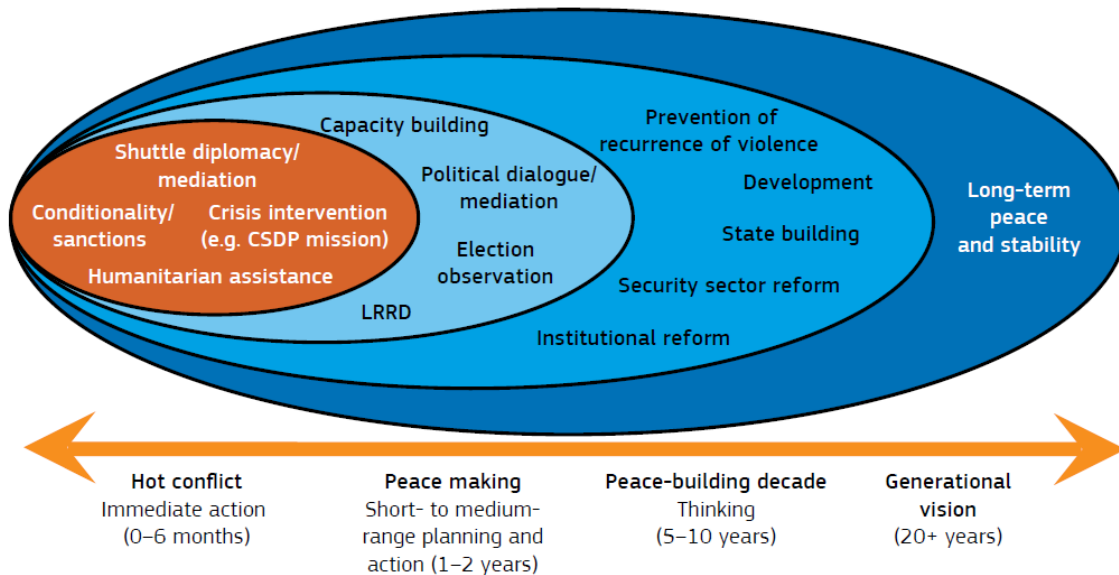 Shuttle diplomacy/
mediation
Conditionality/
sanctions
Crisis intervention
(e.g. CSDP mission)
Humanitarian assistance
Capacity building
Political dialogue/
mediation
Election
observation
LRRD
Prevention of
recurrence of violence
Development
State building
Security sector reform
Institutional reform
Long-term
peace
and stability
Hot conflict
Immediate action
(0–6 months)
Peace making
Short- to medium-
range planning and
action (1–2 years)
Peace-building decade
Thinking
(5–10 years)
Generational
vision
(20+ years)